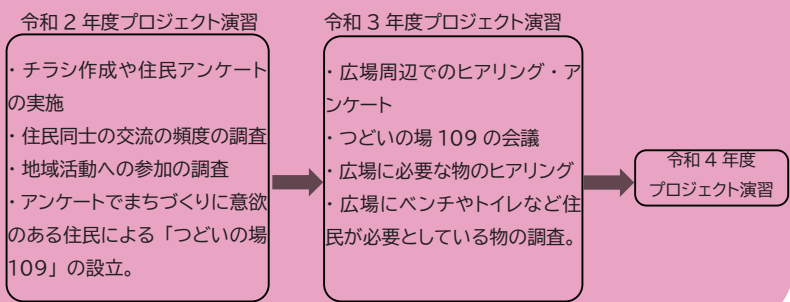 令和2年度プロジェクト演習
・チラシ作成や住民アンケート
の実施
・住民同士の交流の頻度の調査
・地域活動への参加の調査
・アンケートでまちづくりに意欲
のある住民による「つどいの場
109」の設立。
令和3年度プロジェクト演習
・広場周辺でのヒアリング・ア
ンケート
・つどいの場109の会議
・広場に必要な物のヒアリング
・広場にベンチやトイレなど住
民が必要としている物の調査。
令和4年度
プロジェクト演習